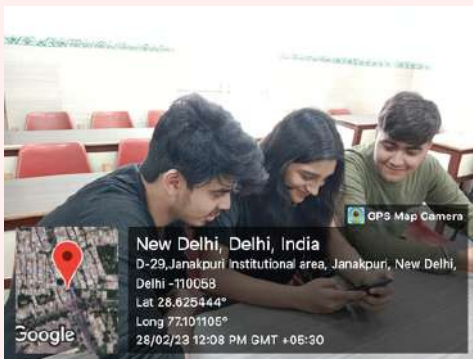 GPS Map Camera
New Delhi, Delhi, India
D-29,Janakpuri Institutional area, Janakpuri, New Delhi,
Delhi -110058
Lat 28.625444°
Long 77.101105°
28/02/23 12:08 PM GMT +05:30
Google